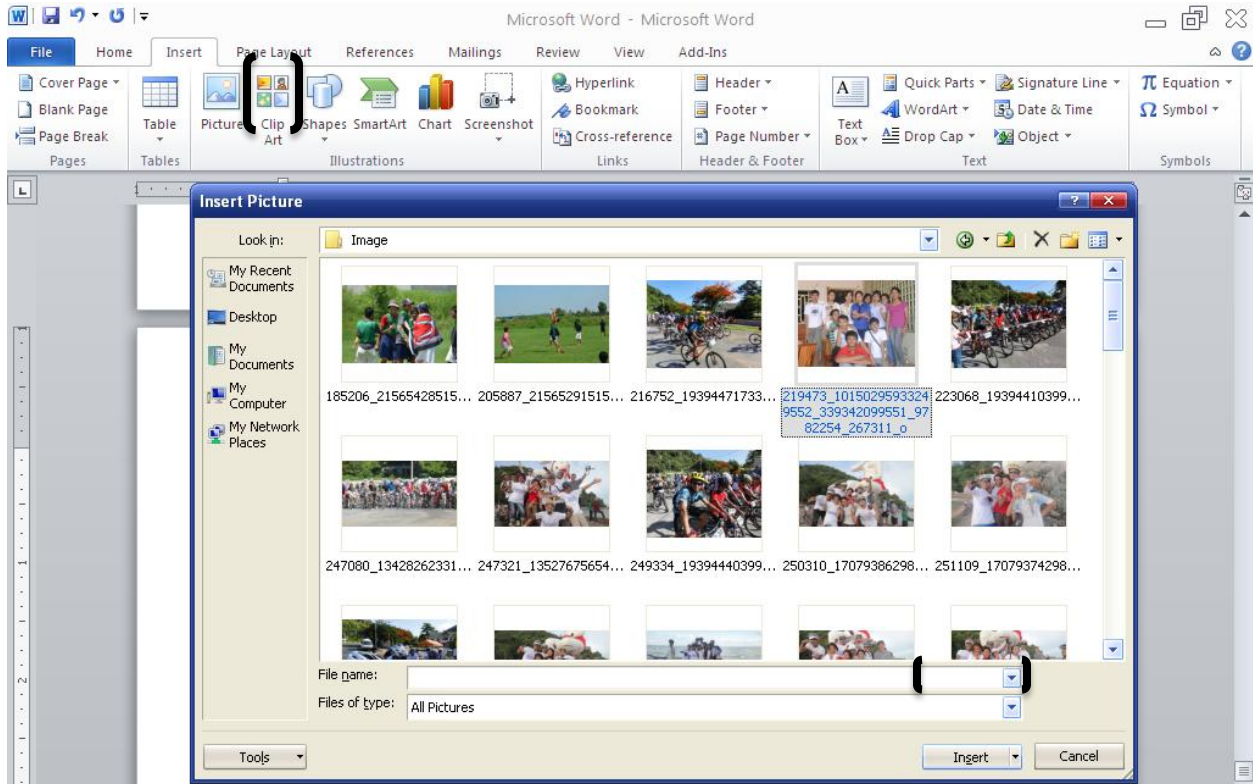 Microsoft Word - Microsoft Word
File Home Insert Page Layout References Mailings Review View Add-Ins
Cover Page
Blank Page
Page Break
Pages
Table
Tables
Picture
Clip Art
Shapes
SmartArt
Chart
Screenshot
Illustrations
Hyperlink
Bookmark
Cross-reference
Links
Header
Footer
Page Number
Header & Footer
Text Box
Quick Parts
WordArt
Drop Cap
Signature Line
Date & Time
Object
Text
Equation
Symbol
Symbols
Insert Picture
Look in: Image
My Recent Documents
Desktop
My Documents
My Computer
My Network Places
185206_21565428515... 205887_21565291515... 216752_19394471733... 219473_1015029593324 223068_19394410399...
9552_339342099551_97
82254_267311_o
247080_13428262331... 247321_13527675654... 249334_19394440399... 250310_17079386298... 251109_17079374298...
File name:
Files of type: All Pictures
Tools Insert Cancel
1
2